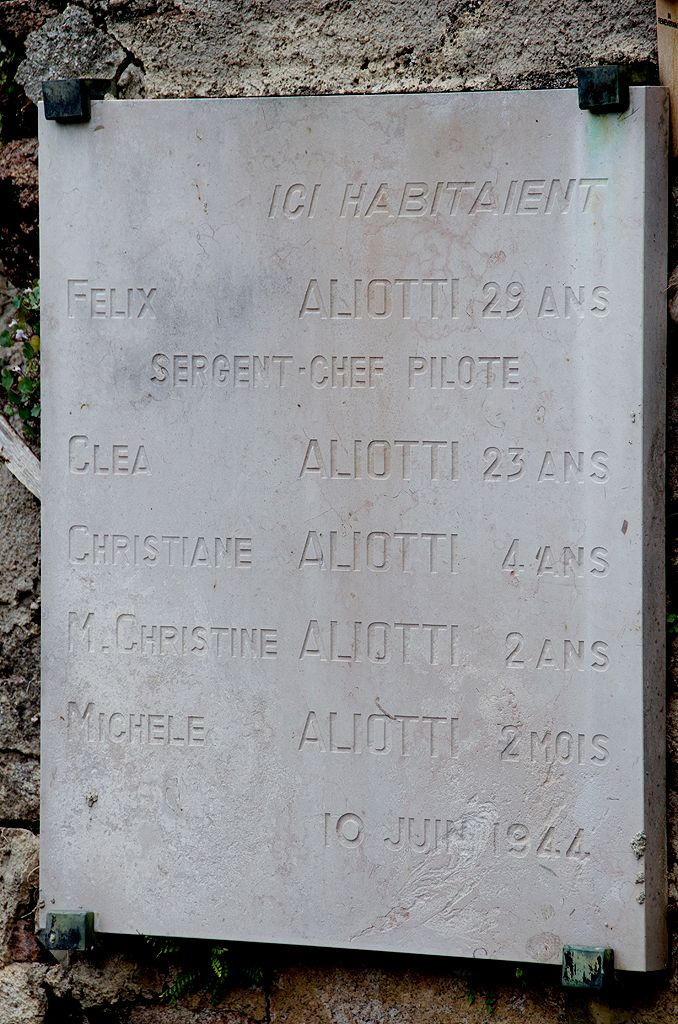 ICI HABITAIENT
FELIX ALIOTTI 29 ANS
SERGENT-CHEF PILOTE
CLEA ALIOTTI 23 ANS
CHRISTIANE ALIOTTI 4 ANS
M. CHRISTINE ALIOTTI 2 ANS
MICHELE ALIOTTI 2 MOIS
10 JUIN 1944